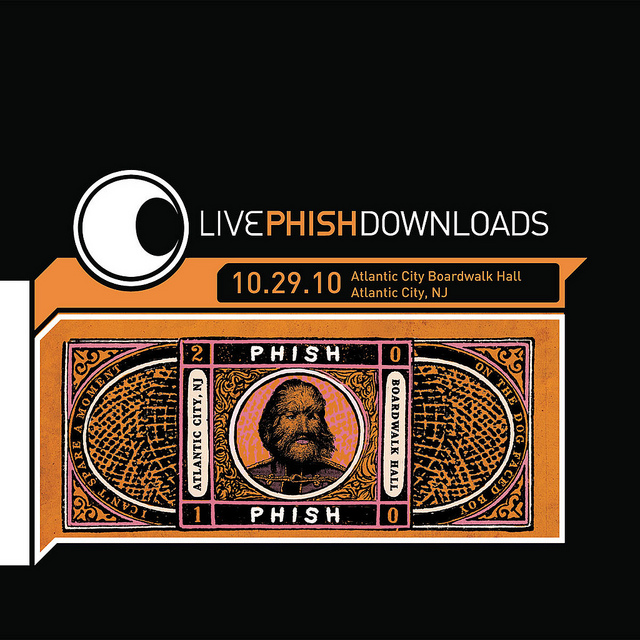 LIVEPHISHDOWNLOADS
10.29.10
Atlantic City Boardwalk Hall
Atlantic City, NJ
2 PHISH 0
I CAN'T SPARE A MOMENT
ATLANTIC CITY, NJ
BOARDWALK HALL
ON THE DOG FACED BOY
1 PHISH 0